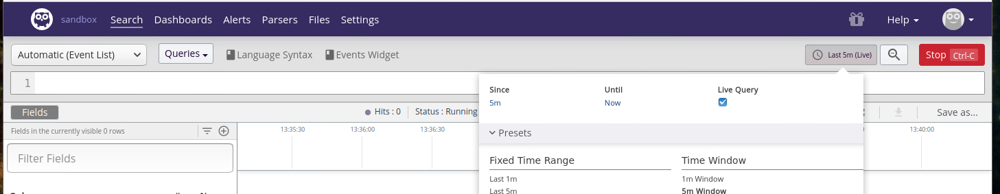 sandbox Search Dashboards Alerts Parsers Files Settings Help
Automatic (Event List) Queries Language Syntax Events Widget Last 5m (Live) Stop Ctrl-C
1
Since Until Live Query
5m Now
Fields Hits : 0 Status : Running Save as...
Fields in the currently visible 0 rows
13:35:30 13:36:00 13:36:30 13:40:00
Presets
Filter Fields
Fixed Time Range Time Window
Last 1m 1m Window
Last 5m 5m Window